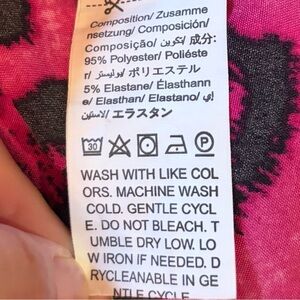 Composition/ Zusamme
nsetzung/ Composición/
Composição/ تكوين/ 成分:
95% Polyester/ Poliéste
r/ بوليستر/ ポリエステル
5% Elastane/ Élasthann
e/ Elasthan/ Elastano/ إي
لاستين/ エラスタン
30 P
WASH WITH LIKE COL
ORS. MACHINE WASH
COLD. GENTLE CYCL
E. DO NOT BLEACH. T
UMBLE DRY LOW. LO
W IRON IF NEEDED. D
RYCLEANABLE IN GE
NTLE CYCLE